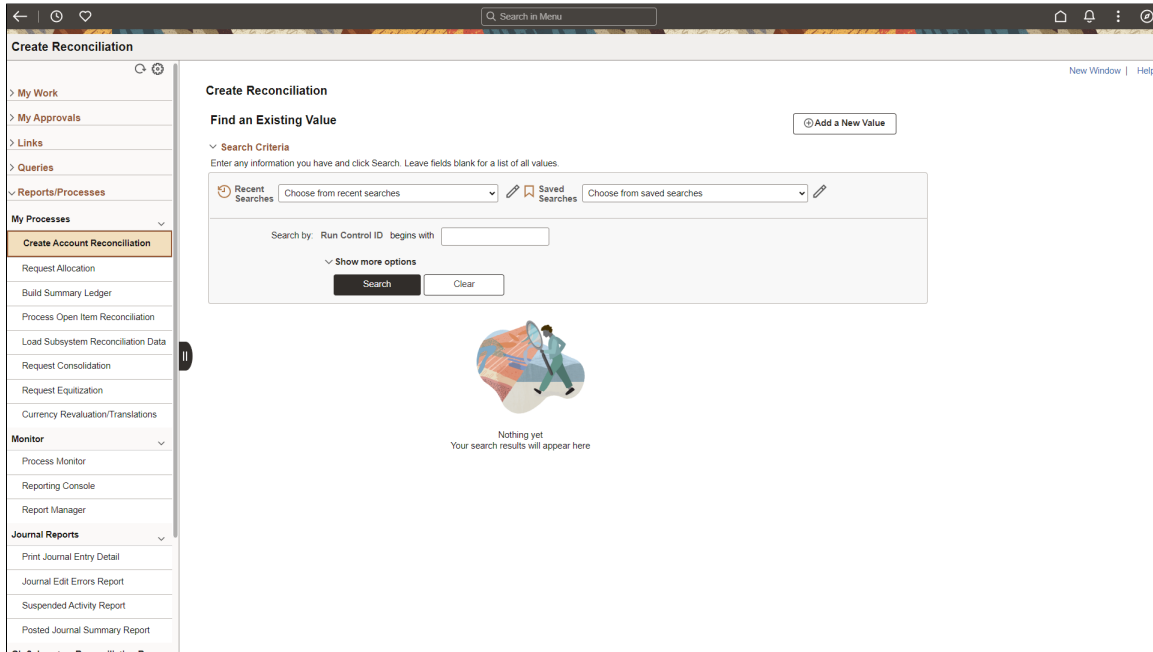 Search in Menu
Create Reconciliation
New Window | Help
My Work
My Approvals
Links
Queries
Reports/Processes
My Processes
Create Account Reconciliation
Request Allocation
Build Summary Ledger
Process Open Item Reconciliation
Load Subsystem Reconciliation Data
Request Consolidation
Request Equitization
Currency Revaluation/Translations
Monitor
Process Monitor
Reporting Console
Report Manager
Journal Reports
Print Journal Entry Detail
Journal Edit Errors Report
Suspended Activity Report
Posted Journal Summary Report
Create Reconciliation
Find an Existing Value
Add a New Value
Search Criteria
Enter any information you have and click Search. Leave fields blank for a list of all values.
Recent Searches
Choose from recent searches
Saved Searches
Choose from saved searches
Search by: Run Control ID begins with
Show more options
Search
Clear
Nothing yet
Your search results will appear here